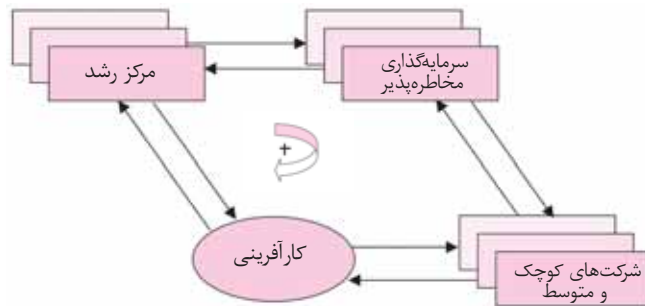 مرکز رشد
سرمایه‌گذاری
مخاطره‌پذیر
+
کارآفرینی
شرکت‌های کوچک
و متوسط